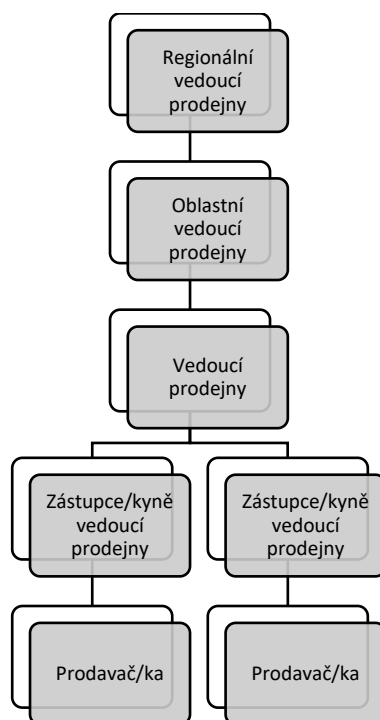 Regionální
vedoucí
prodejny
Oblastní
vedoucí
prodejny
Vedoucí
prodejny
Zástupce/kyně
vedoucí
prodejny
Zástupce/kyně
vedoucí
prodejny
Prodavač/ka
Prodavač/ka